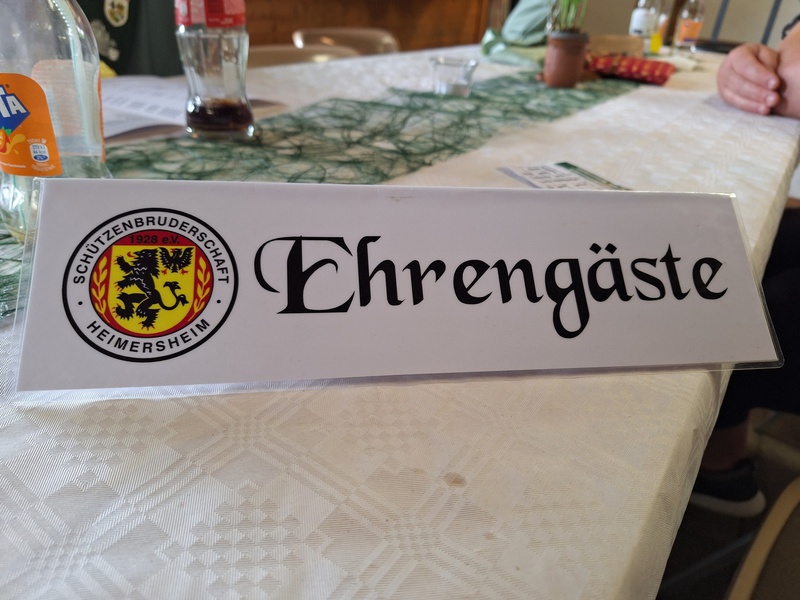 SCHÜTZENBRUDERSCHAFT
1928 e.V.
HEIMERSHEIM
Ehrengäste